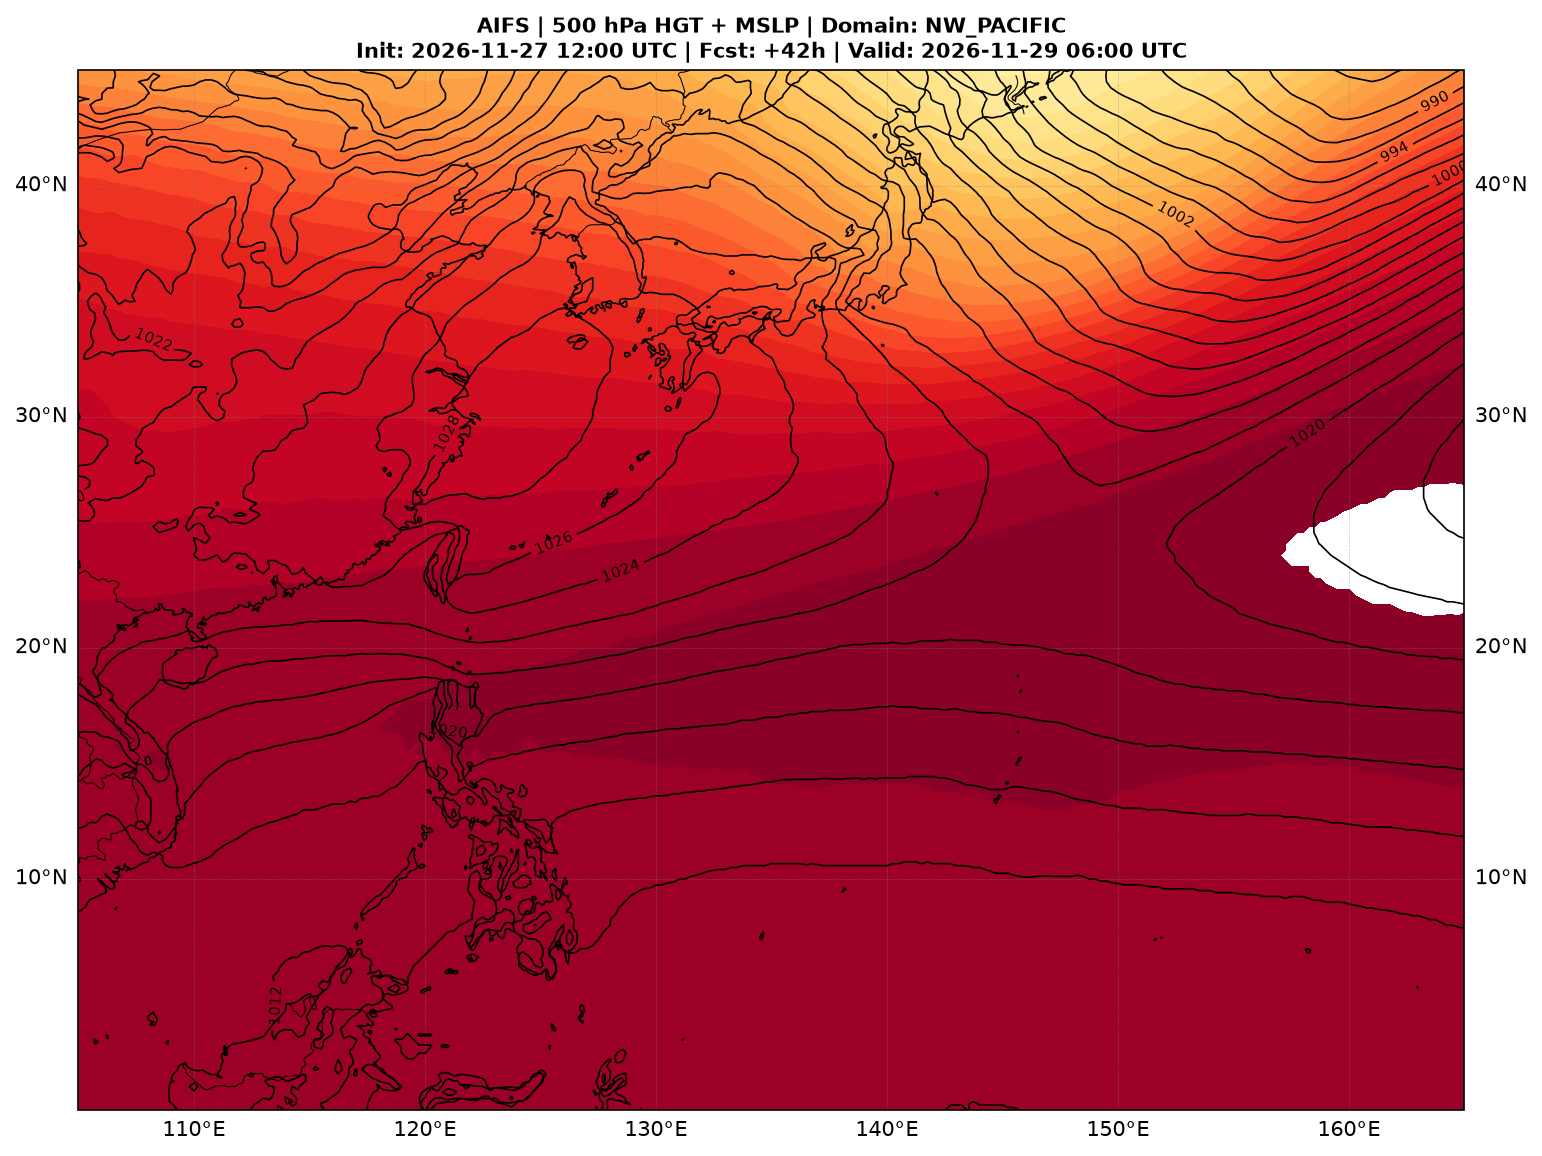 AIFS | 500 hPa HGT + MSLP | Domain: NW_PACIFIC
Init: 2026-11-27 12:00 UTC | Fcst: +42h | Valid: 2026-11-29 06:00 UTC
990
994
1000
40°N
40°N
1002
1022
30°N
30°N
1028
1020
1026
1024
20°N
20°N
10°N
10°N
1012
110°E
120°E
130°E
140°E
150°E
160°E